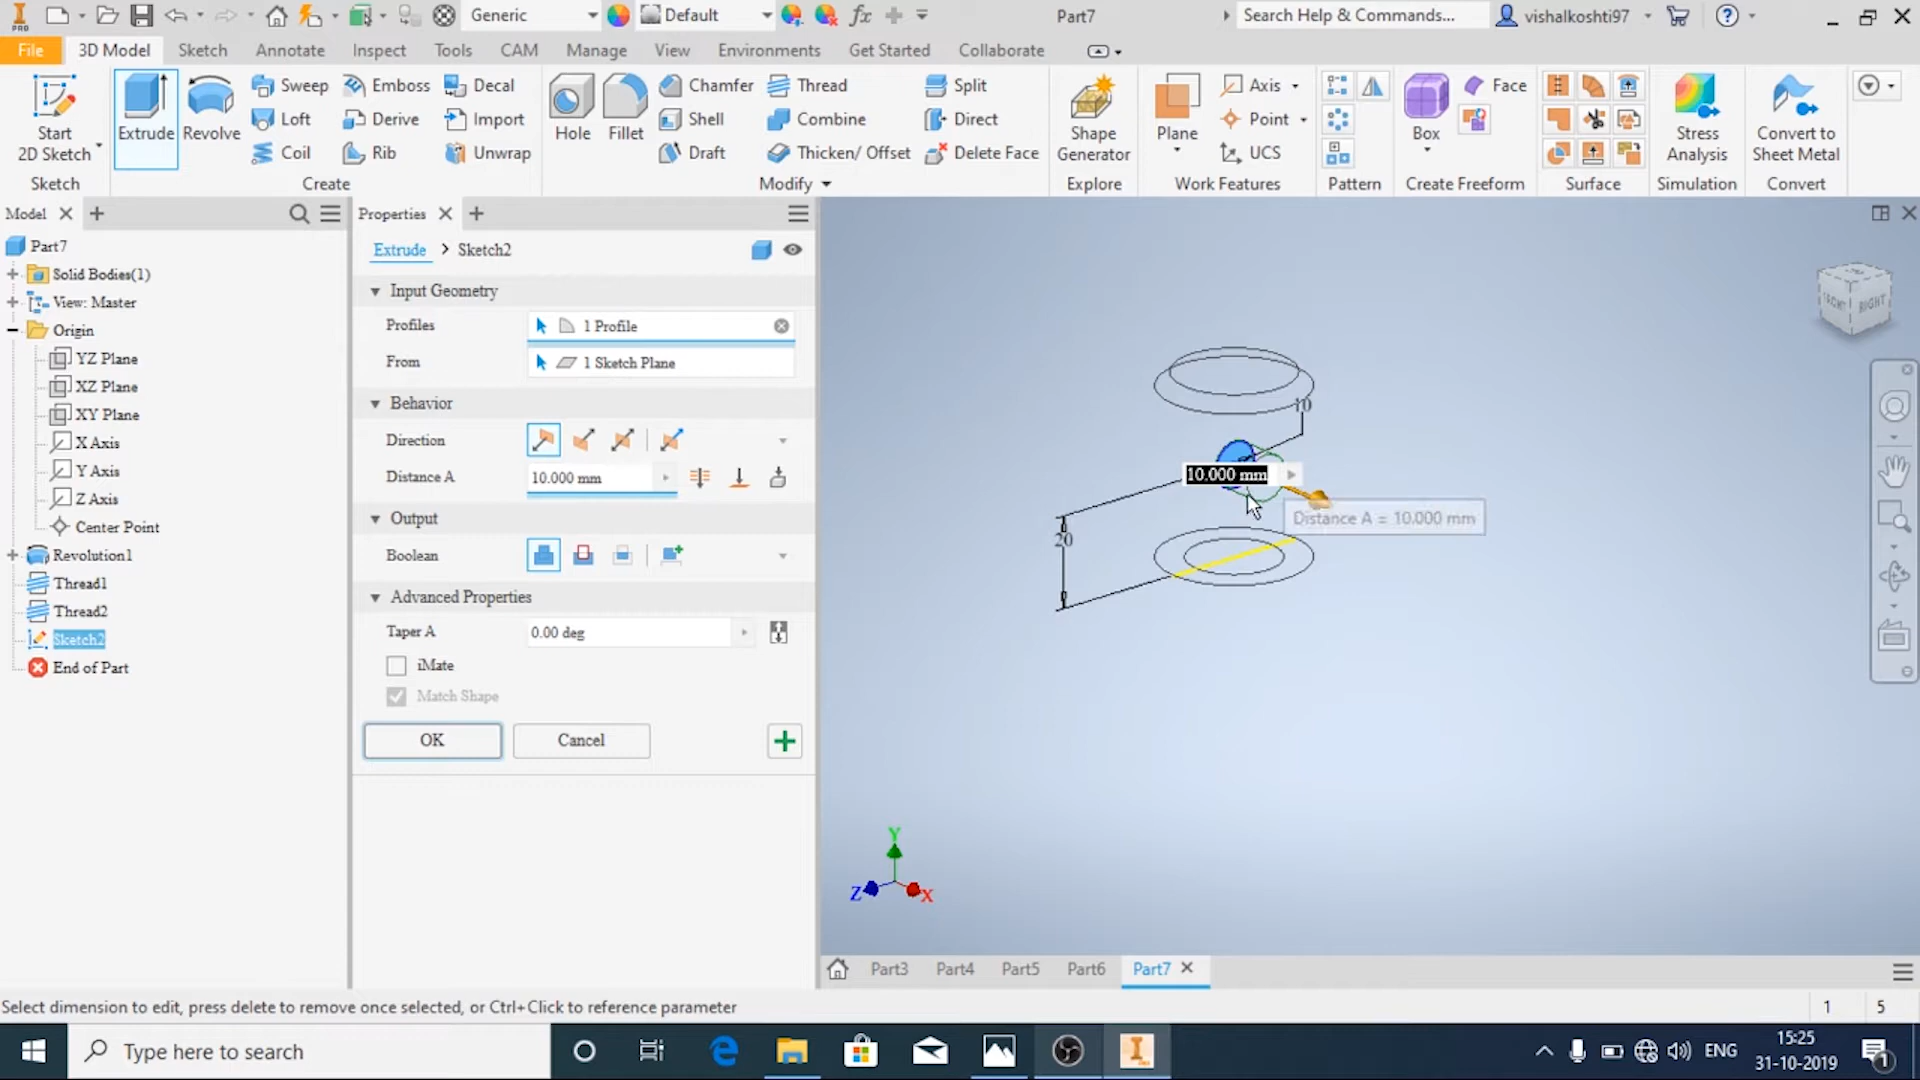 Generic
Default
Part7
Search Help & Commands...
vishalkoshti97
PRO
File
3D Model
Sketch
Annotate
Inspect
Tools
CAM
Manage
View
Environments
Get Started
Collaborate
Start
2D Sketch
Extrude
Revolve
Sweep
Loft
Coil
Emboss
Derive
Rib
Decal
Import
Unwrap
Hole
Fillet
Chamfer
Shell
Draft
Thread
Combine
Thicken/ Offset
Split
Direct
Delete Face
Shape
Generator
Plane
Axis
Point
UCS
Box
Face
Stress
Analysis
Convert to
Sheet Metal
Sketch
Create
Modify
Explore
Work Features
Pattern
Create Freeform
Surface
Simulation
Convert
Model
Part7
Solid Bodies(1)
View: Master
Origin
YZ Plane
XZ Plane
XY Plane
X Axis
Y Axis
Z Axis
Center Point
Revolution1
Thread1
Thread2
Sketch2
End of Part
Properties
Extrude > Sketch2
Input Geometry
Profiles
1 Profile
From
1 Sketch Plane
Behavior
Direction
Distance A
10.000 mm
Output
Boolean
Advanced Properties
Taper A
0.00 deg
iMate
Match Shape
OK
Cancel
10
10.000 mm
Distance A = 10.000 mm
20
FRONT
RIGHT
Y
Z
X
Part3
Part4
Part5
Part6
Part7
Select dimension to edit, press delete to remove once selected, or Ctrl+Click to reference parameter
1
5
Type here to search
ENG
15:25
31-10-2019
1